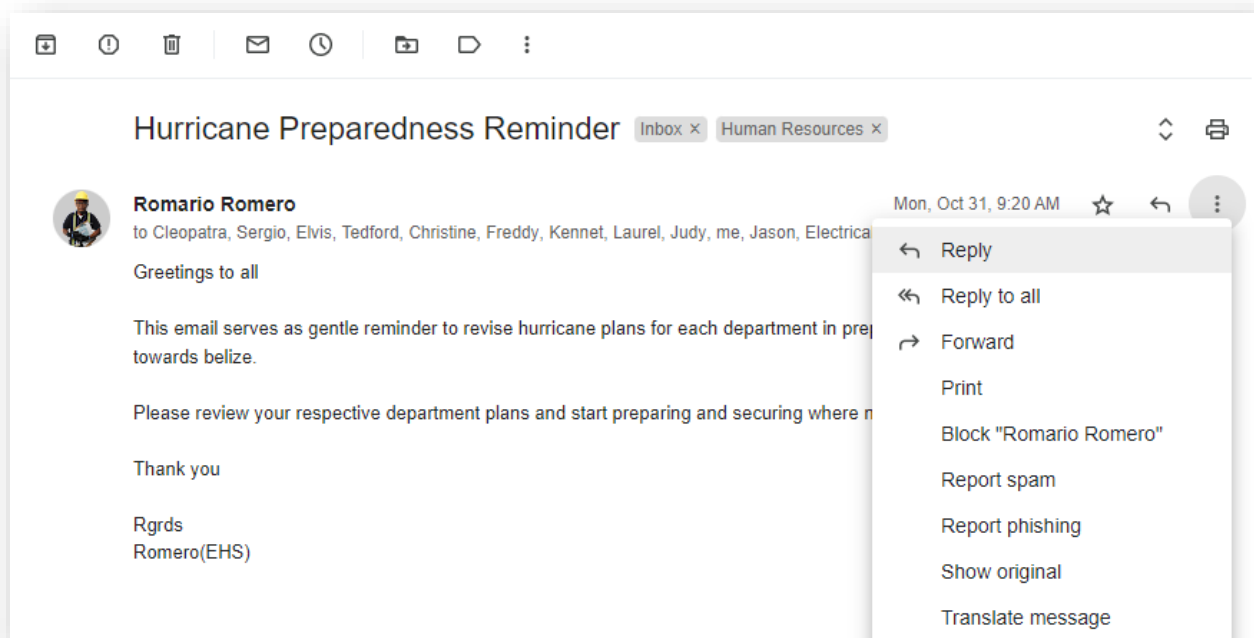 Hurricane Preparedness Reminder Inbox × Human Resources ×
Romario Romero Mon, Oct 31, 9:20 AM
to Cleopatra, Sergio, Elvis, Tedford, Christine, Freddy, Kennet, Laurel, Judy, me, Jason,
Greetings to all
This email serves as gentle reminder to revise hurricane plans for each department in
towards belize.
Please review your respective department plans and start preparing and securing where
Thank you
Rgrds
Romero(EHS)
Reply
Reply to all
Forward
Print
Block "Romario Romero"
Report spam
Report phishing
Show original
Translate message